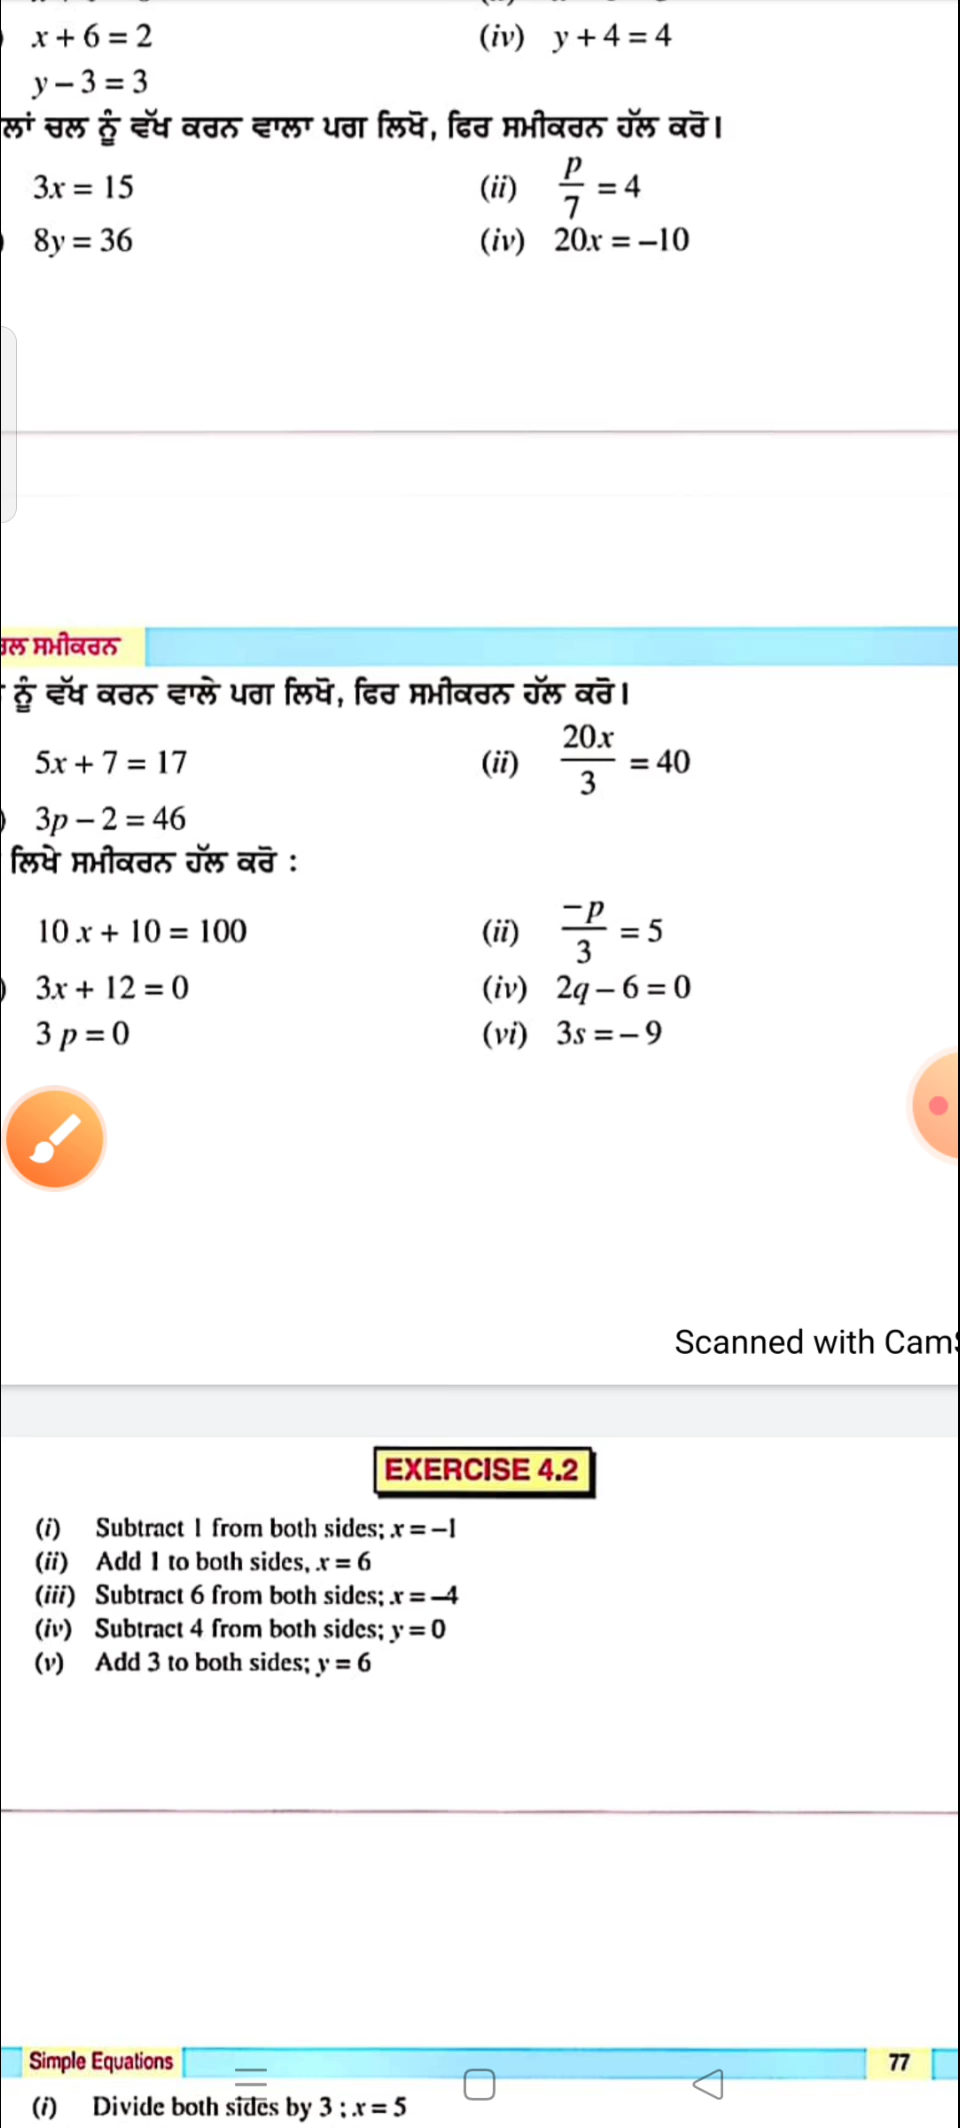 x + 6 = 2 (iv) y + 4 = 4
y – 3 = 3
ਚਲ ਨੂੰ ਵੱਖ ਕਰਨ ਵਾਲਾ ਪਗ ਲਿਖੋ, ਫਿਰ ਸਮੀਕਰਨ ਹੱਲ ਕਰੋ।
3x = 15 (ii) p/7 = 4
8y = 36 (iv) 20x = –10
ਸਮੀਕਰਨ
ਨੂੰ ਵੱਖ ਕਰਨ ਵਾਲੇ ਪਗ ਲਿਖੋ, ਫਿਰ ਸਮੀਕਰਨ ਹੱਲ ਕਰੋ।
5x + 7 = 17 (ii) 20x/3 = 40
3p – 2 = 46
ਲਿਖੇ ਸਮੀਕਰਨ ਹੱਲ ਕਰੋ :
10 x + 10 = 100 (ii) –p/3 = 5
3x + 12 = 0 (iv) 2q – 6 = 0
3 p = 0 (vi) 3s = – 9
Scanned with Cam
EXERCISE 4.2
(i) Subtract 1 from both sides; x = –1
(ii) Add 1 to both sides, x = 6
(iii) Subtract 6 from both sides; x = –4
(iv) Subtract 4 from both sides; y = 0
(v) Add 3 to both sides; y = 6
Simple Equations 77
(i) Divide both sides by 3 ; x = 5